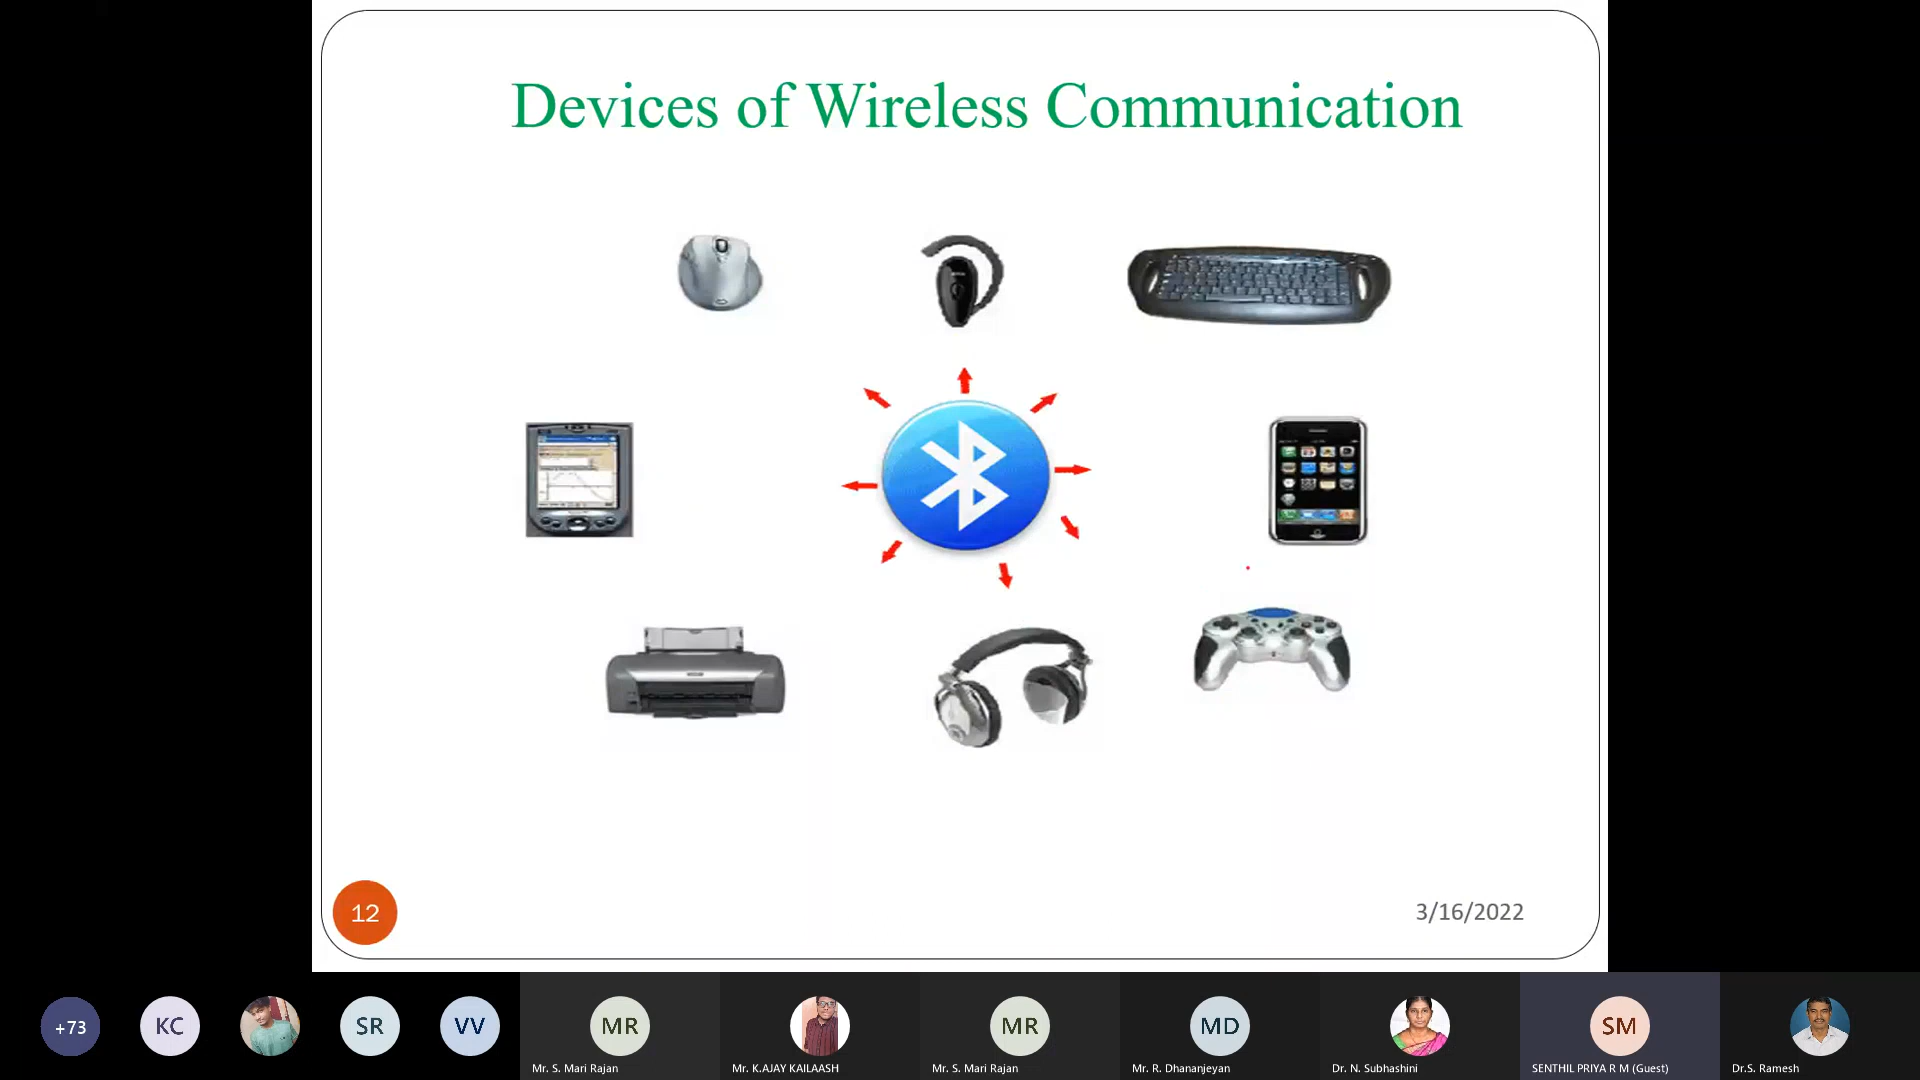 Devices of Wireless Communication
12
3/16/2022
+73
KC
SR
VV
MR
MR
MD
SM
Mr. S. Mari Rajan
Mr. K.AJAY KAILAASH
Mr. S. Mari Rajan
Mr. R. Dhananjeyan
Dr. N. Subhashini
SENTHIL PRIYA R M (Guest)
Dr.S. Ramesh